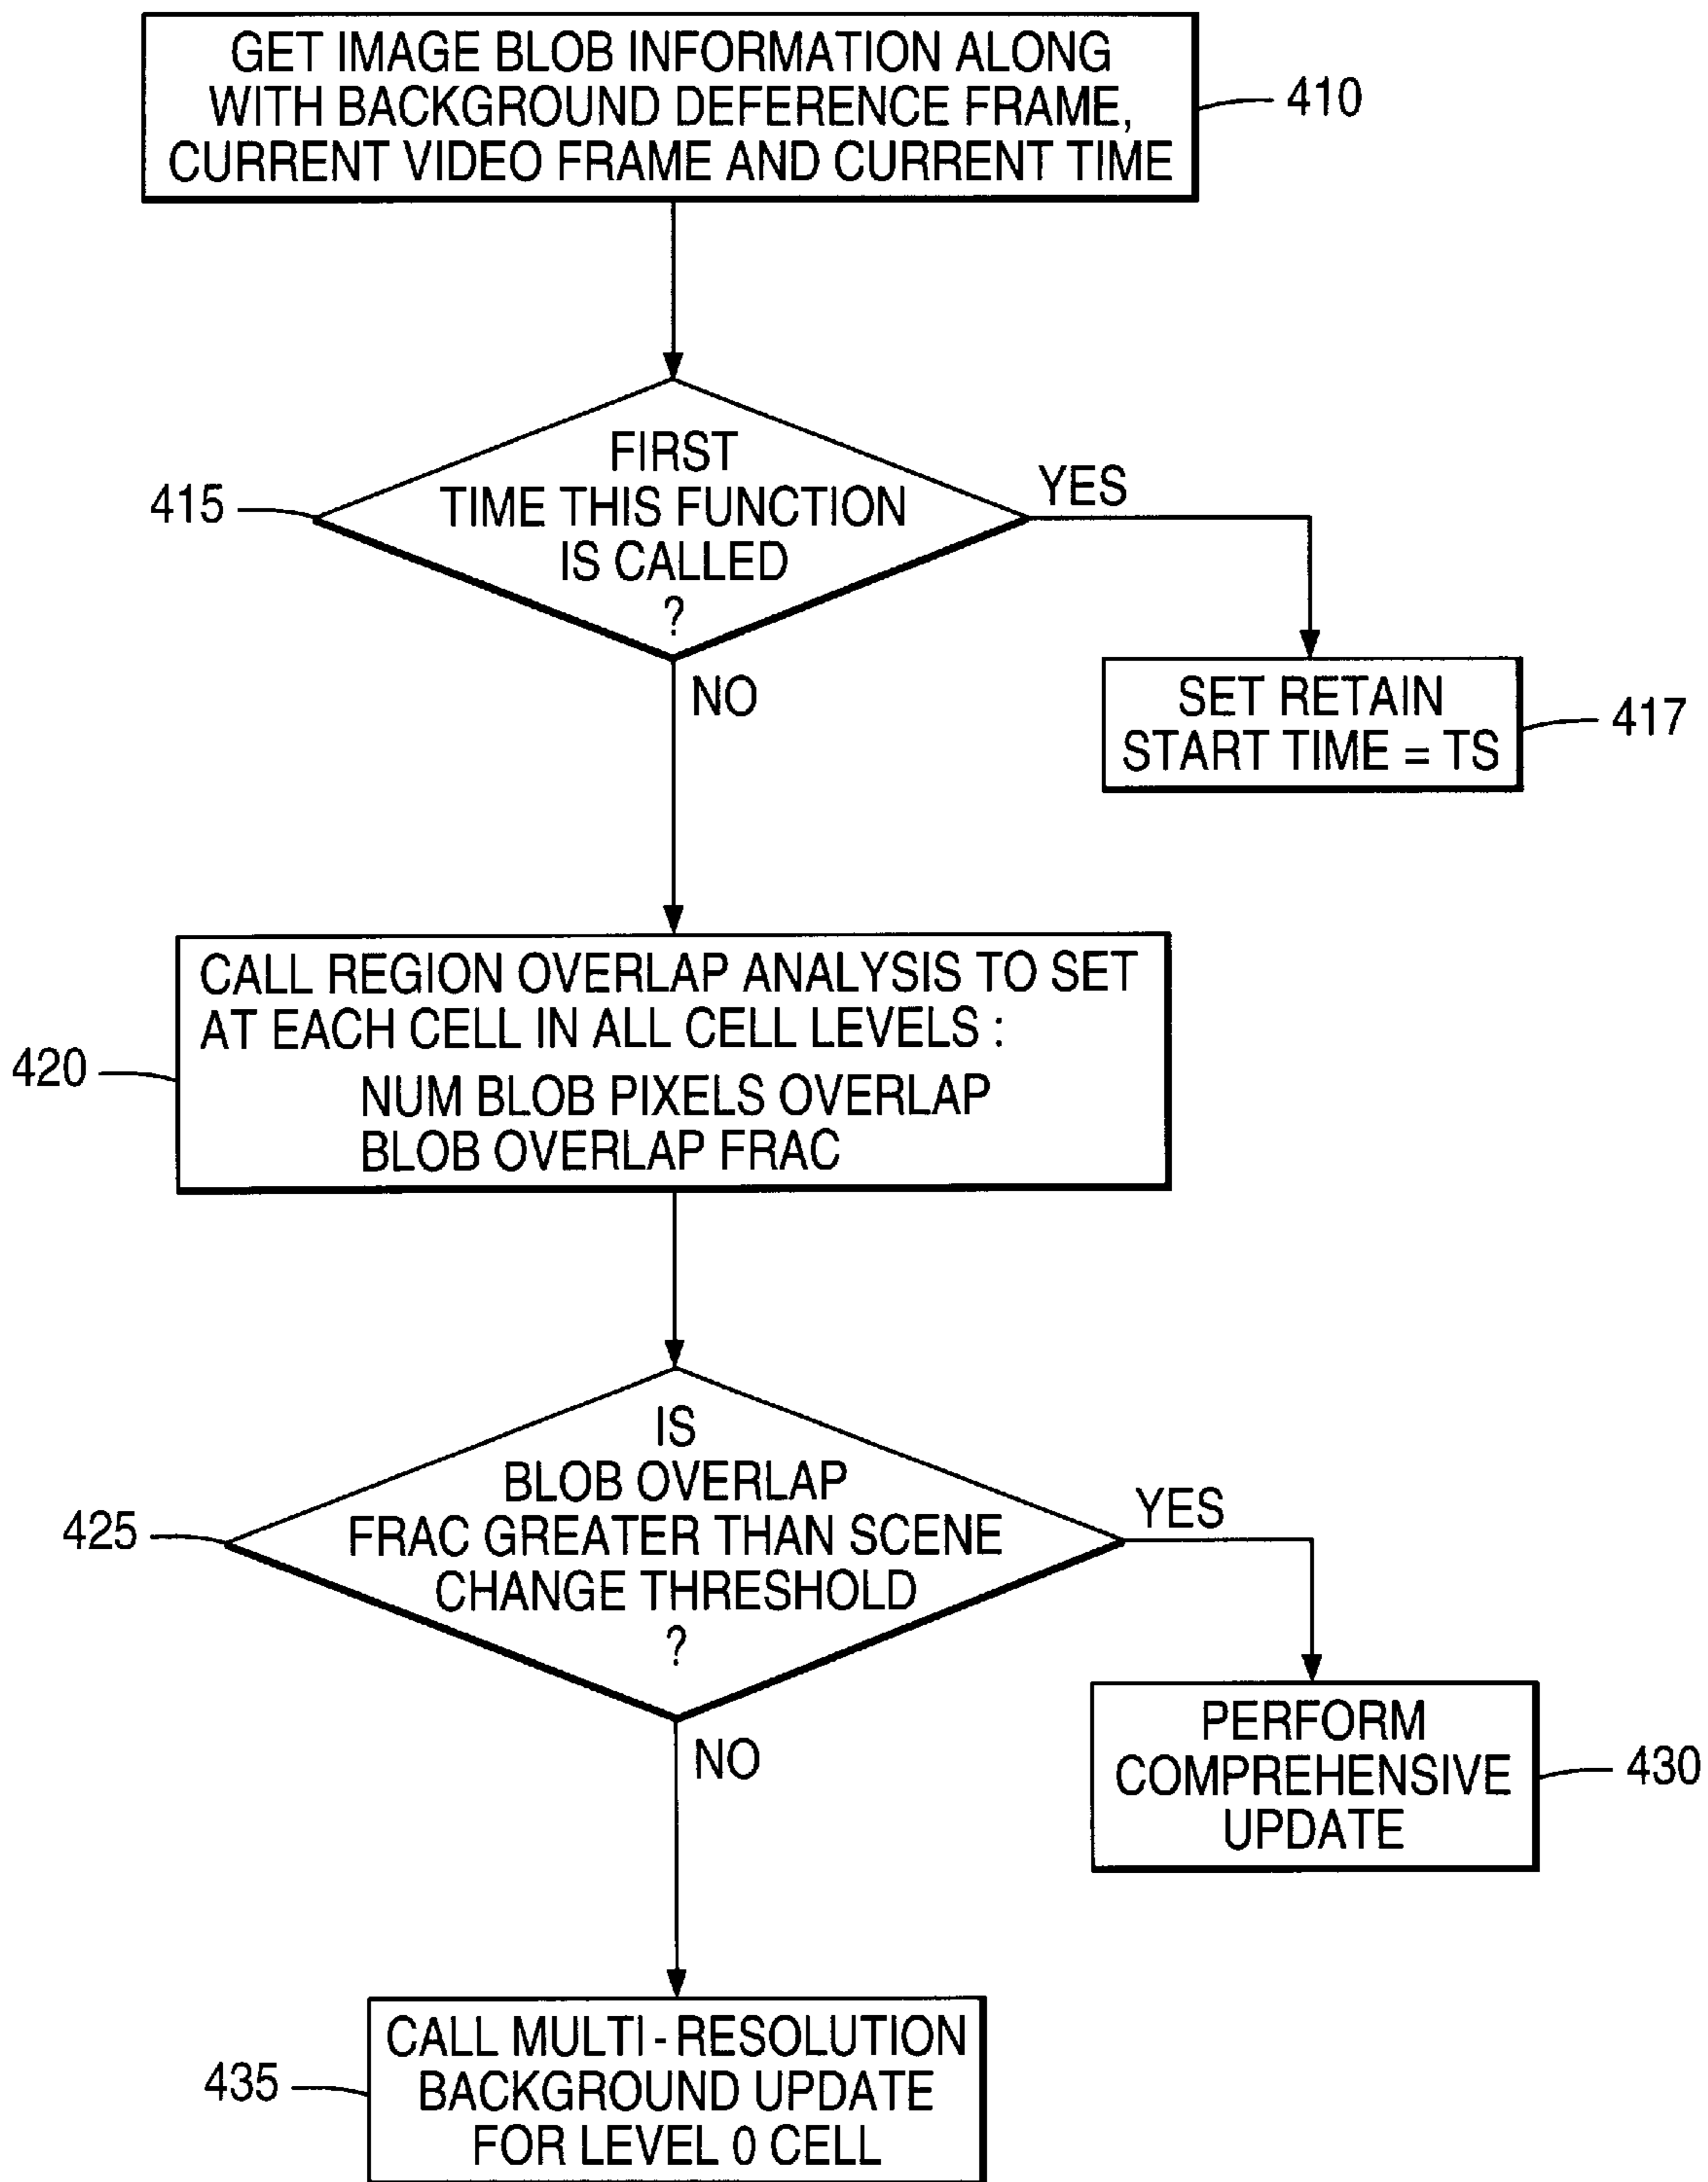 GET IMAGE BLOB INFORMATION ALONG
WITH BACKGROUND DEFERENCE FRAME,
CURRENT VIDEO FRAME AND CURRENT TIME
410
FIRST
TIME THIS FUNCTION
IS CALLED
?
415
YES
NO
SET RETAIN
START TIME = TS
417
CALL REGION OVERLAP ANALYSIS TO SET
AT EACH CELL IN ALL CELL LEVELS :
NUM BLOB PIXELS OVERLAP
BLOB OVERLAP FRAC
420
IS
BLOB OVERLAP
FRAC GREATER THAN SCENE
CHANGE THRESHOLD
?
425
YES
NO
PERFORM
COMPREHENSIVE
UPDATE
430
CALL MULTI - RESOLUTION
BACKGROUND UPDATE
FOR LEVEL 0 CELL
435